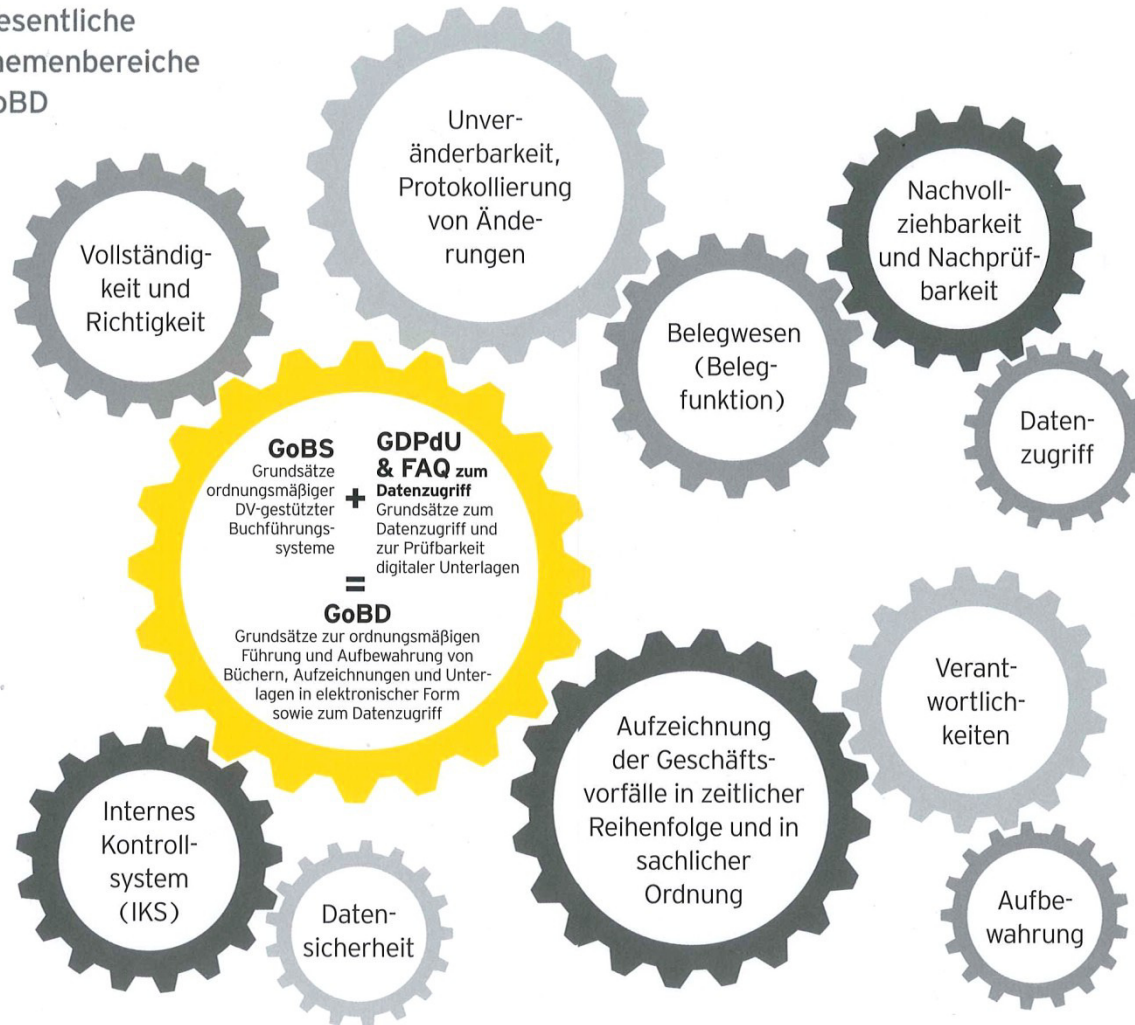 esentliche
nemenbereiche
oBD
Unver-
änderbarkeit,
Protokollierung
von Ände-
rungen
Nachvoll-
ziehbarkeit
und Nachprüf-
barkeit
Vollständig-
keit und
Richtigkeit
Belegwesen
(Beleg-
funktion)
Daten-
zugriff
GoBS
Grundsätze
ordnungsmäßiger
DV-gestützter
Buchführungs-
systeme
+
GDPdU
& FAQ zum
Datenzugriff
Grundsätze zum
Datenzugriff und
zur Prüfbarkeit
digitaler Unterlagen
=
GoBD
Grundsätze zur ordnungsmäßigen
Führung und Aufbewahrung von
Büchern, Aufzeichnungen und Unter-
lagen in elektronischer Form
sowie zum Datenzugriff
Verant-
wortlich-
keiten
Aufzeichnung
der Geschäfts-
vorfälle in zeitlicher
Reihenfolge und in
sachlicher
Ordnung
Internes
Kontroll-
system
(IKS)
Daten-
sicherheit
Aufbe-
wahrung